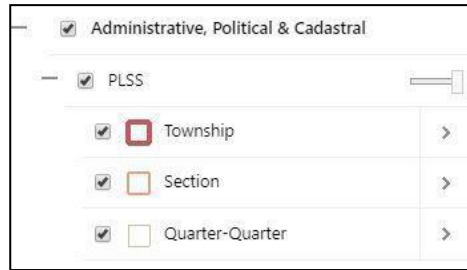 Administrative, Political & Cadastral
PLSS
Township
Section
Quarter-Quarter